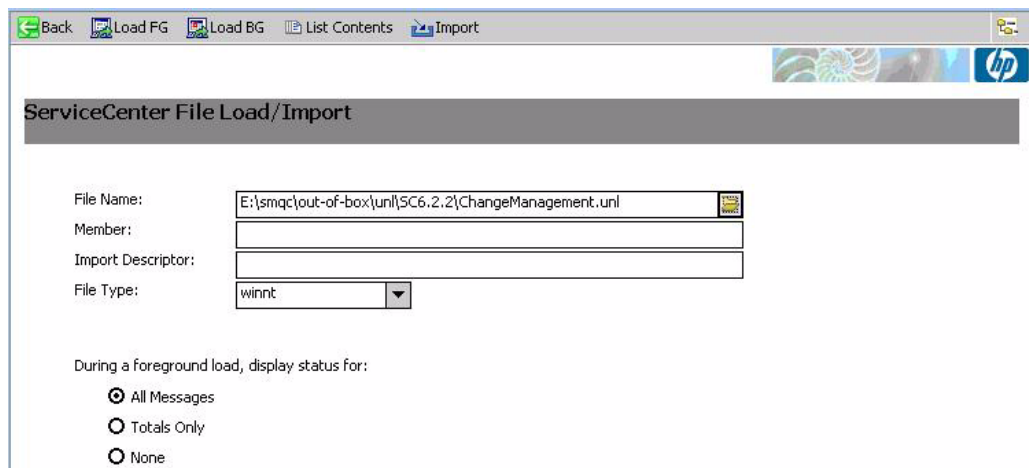 Back Load FG Load BG List Contents Import
hp
ServiceCenter File Load/Import
File Name: E:\smqc\out-of-box\unl\SC6.2.2\ChangeManagement.unl
Member:
Import Descriptor:
File Type: winnt
During a foreground load, display status for:
All Messages
Totals Only
None